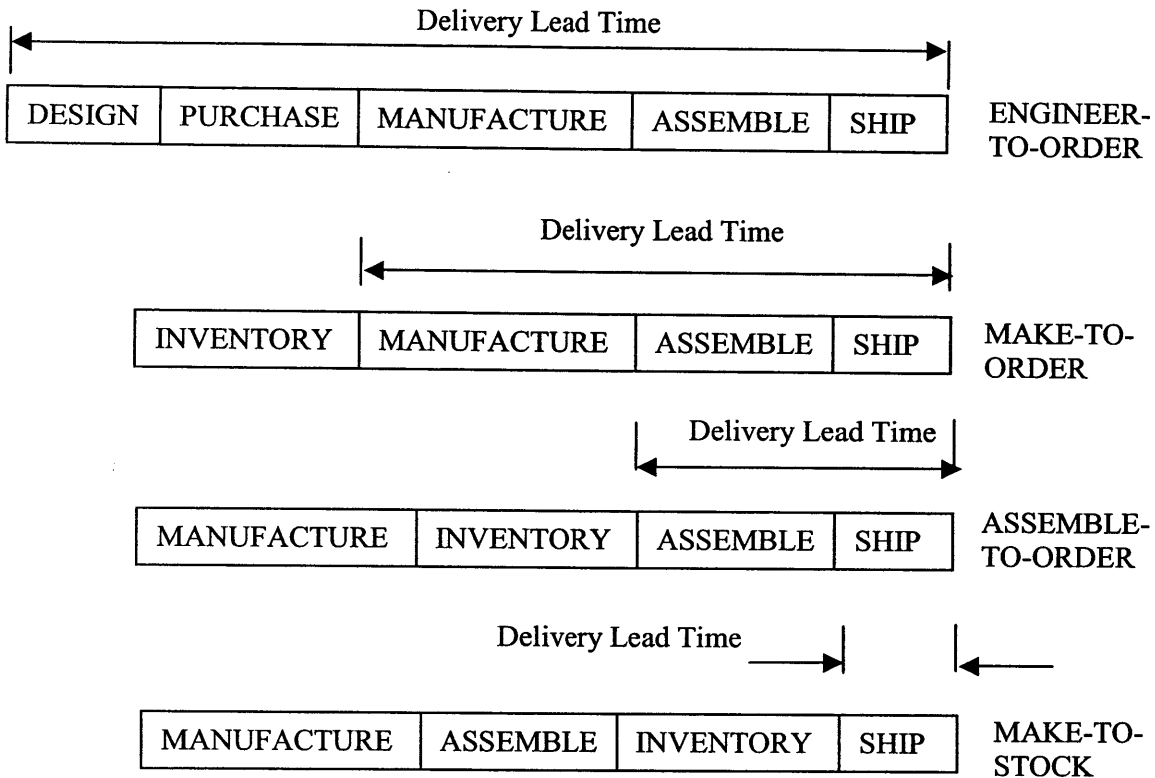 Delivery Lead Time
DESIGN PURCHASE MANUFACTURE ASSEMBLE SHIP
ENGINEER-
TO-ORDER
Delivery Lead Time
INVENTORY MANUFACTURE ASSEMBLE SHIP
MAKE-TO-
ORDER
Delivery Lead Time
MANUFACTURE INVENTORY ASSEMBLE SHIP
ASSEMBLE-
TO-ORDER
Delivery Lead Time
MANUFACTURE ASSEMBLE INVENTORY SHIP
MAKE-TO-
STOCK